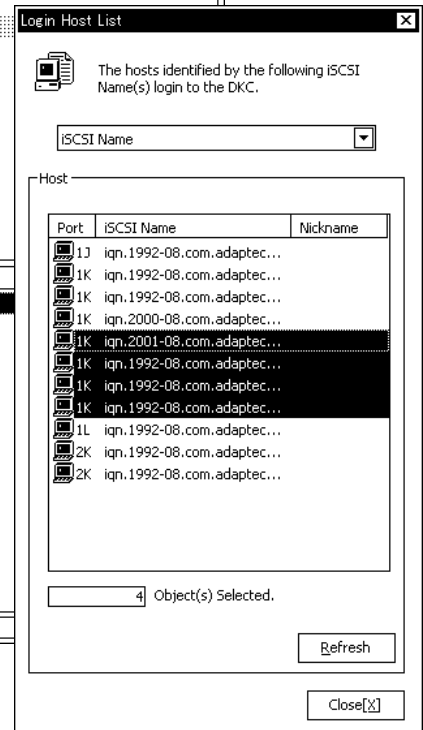 Login Host List
The hosts identified by the following iSCSI
Name(s) login to the DKC.
iSCSI Name
Host
Port iSCSI Name Nickname
1J iqn.1992-08.com.adaptec...
1K iqn.1992-08.com.adaptec...
1K iqn.1992-08.com.adaptec...
1K iqn.2000-08.com.adaptec...
1K iqn.2001-08.com.adaptec...
1K iqn.1992-08.com.adaptec...
1K iqn.1992-08.com.adaptec...
1K iqn.1992-08.com.adaptec...
1L iqn.1992-08.com.adaptec...
2K iqn.1992-08.com.adaptec...
2K iqn.1992-08.com.adaptec...
4 Object(s) Selected.
Refresh
Close[X]